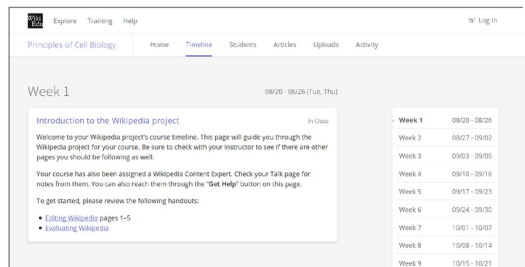 Wiki Edu Explore Training Help Log in
Principles of Cell Biology Home Timeline Students Articles Uploads Activity
Week 1 08/20 - 08/26 (Tue, Thu)
Introduction to the Wikipedia project In Class
Welcome to your Wikipedia project's course timeline. This page will guide you through the
Wikipedia project for your course. Be sure to check with your instructor to see if there are other
pages you should be following as well.
Your course has also been assigned a Wikipedia Content Expert. Check your Talk page for
notes from them. You can also reach them through the "Get Help" button on this page.
To get started, please review the following handouts:
• Editing Wikipedia pages 1–5
• Evaluating Wikipedia
Week 1 08/20 - 08/26
Week 2 08/27 - 09/02
Week 3 09/03 - 09/09
Week 4 09/10 - 09/16
Week 5 09/17 - 09/23
Week 6 09/24 - 09/30
Week 7 10/01 - 10/07
Week 8 10/08 - 10/14
Week 9 10/15 - 10/21